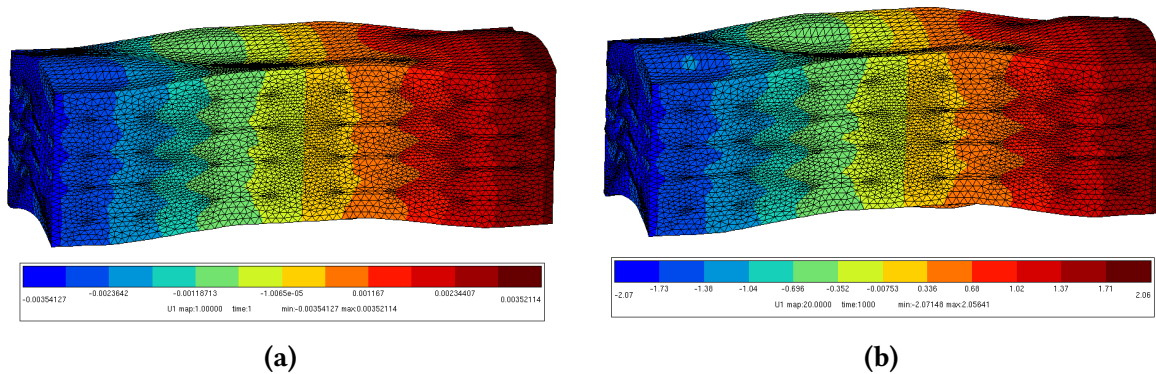 -0.00354127 -0.0023642 -0.00118713 -1.0065e-05 0.001167 0.00234407 0.00352114
U1 map:1.00000 time:1 min:-0.00354127 max:0.00352114
-2.07 -1.73 -1.38 -1.04 -0.696 -0.352 -0.00753 0.336 0.68 1.02 1.37 1.71 2.06
U1 map:20.0000 time:1000 min:-2.07148 max:2.05641
(a) (b)